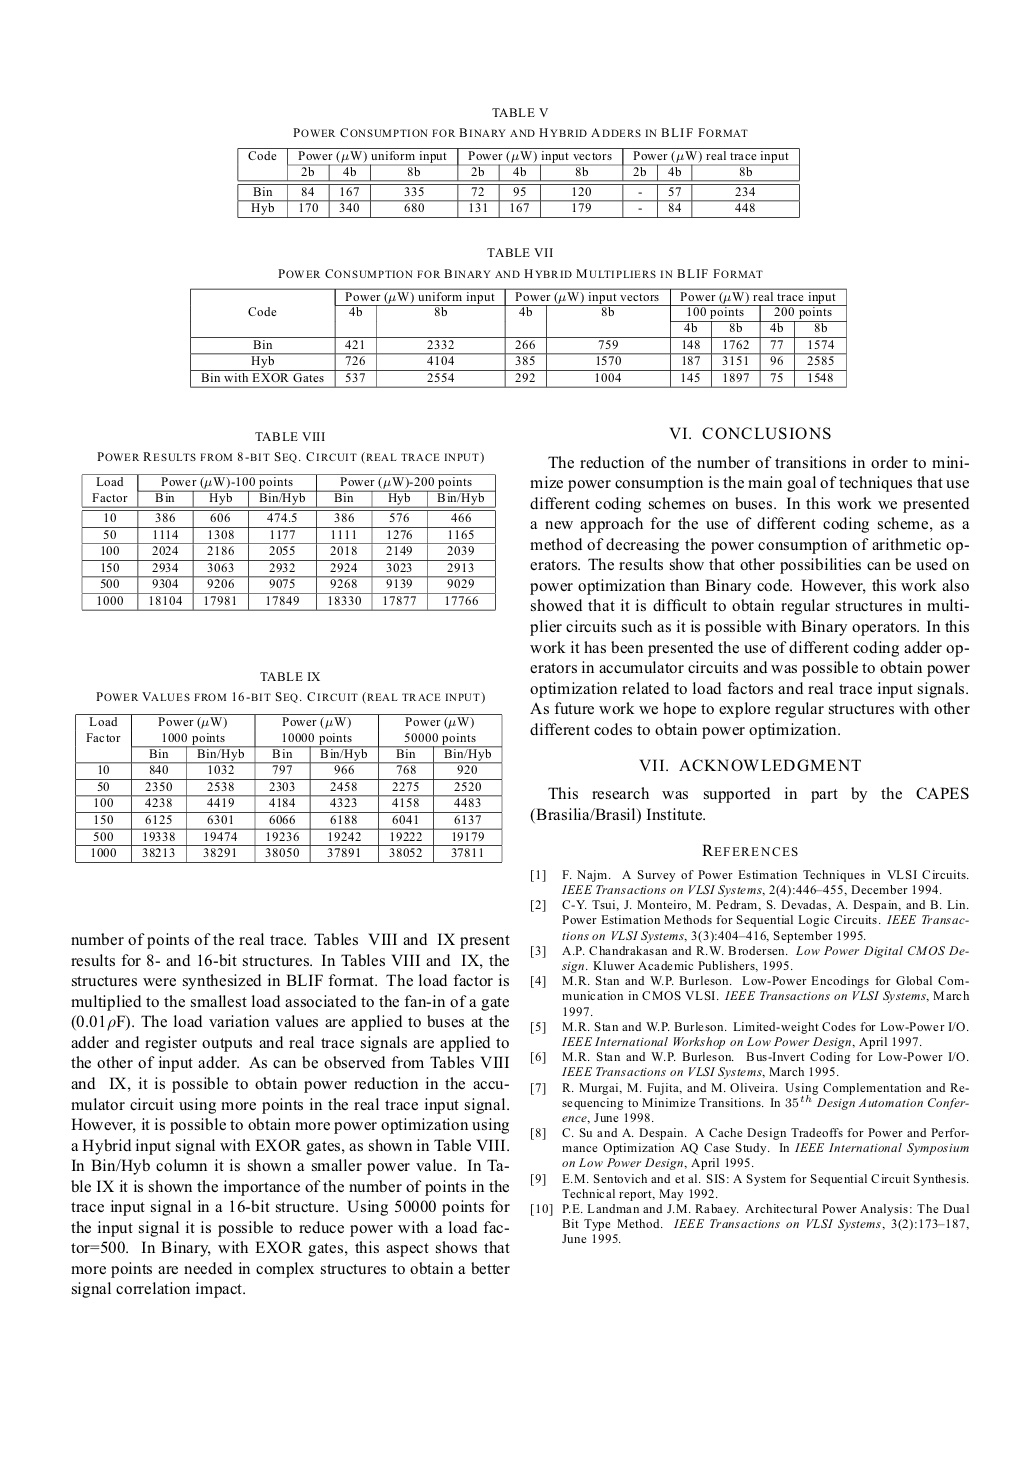 TABLE V
POWER CONSUMPTION FOR BINARY AND HYBRID ADDERS IN BLIF FORMAT
Code Power (μW) uniform input Power (μW) input vectors Power (μW) real trace input
2b 4b 8b 2b 4b 8b 2b 4b 8b
Bin 84 167 335 72 95 120 - 57 234
Hyb 170 340 680 131 167 179 - 84 448
TABLE VII
POWER CONSUMPTION FOR BINARY AND HYBRID MULTIPLIERS IN BLIF FORMAT
Power (μW) uniform input Power (μW) input vectors Power (μW) real trace input
Code 4b 8b 4b 8b 100 points 200 points
4b 8b 4b 8b
Bin 421 2332 266 759 148 1762 77 1574
Hyb 726 4104 385 1570 187 3151 96 2585
Bin with EXOR Gates 537 2554 292 1004 145 1897 75 1548
TABLE VIII
POWER RESULTS FROM 8-BIT SEQ. CIRCUIT (REAL TRACE INPUT)
Load Power (μW)-100 points Power (μW)-200 points
Factor Bin Hyb Bin/Hyb Bin Hyb Bin/Hyb
10 386 606 474.5 386 576 466
50 1114 1308 1177 1111 1276 1165
100 2024 2186 2055 2018 2149 2039
150 2934 3063 2932 2924 3023 2913
500 9304 9206 9075 9268 9139 9029
1000 18104 17981 17849 18330 17877 17766
TABLE IX
POWER VALUES FROM 16-BIT SEQ. CIRCUIT (REAL TRACE INPUT)
Load Power (μW) Power (μW) Power (μW)
Factor 1000 points 10000 points 50000 points
Bin Bin/Hyb Bin Bin/Hyb Bin Bin/Hyb
10 840 1032 797 966 768 920
50 2350 2538 2303 2458 2275 2520
100 4238 4419 4184 4323 4158 4483
150 6125 6301 6066 6188 6041 6137
500 19338 19474 19236 19242 19222 19179
1000 38213 38291 38050 37891 38052 37811
number of points of the real trace. Tables VIII and IX present
results for 8- and 16-bit structures. In Tables VIII and IX, the
structures were synthesized in BLIF format. The load factor is
multiplied to the smallest load associated to the fan-in of a gate
(0.01ρF). The load variation values are applied to buses at the
adder and register outputs and real trace signals are applied to
the other of input adder. As can be observed from Tables VIII
and IX, it is possible to obtain power reduction in the accu-
mulator circuit using more points in the real trace input signal.
However, it is possible to obtain more power optimization using
a Hybrid input signal with EXOR gates, as shown in Table VIII.
In Bin/Hyb column it is shown a smaller power value. In Ta-
ble IX it is shown the importance of the number of points in the
trace input signal in a 16-bit structure. Using 50000 points for
the input signal it is possible to reduce power with a load fac-
tor=500. In Binary, with EXOR gates, this aspect shows that
more points are needed in complex structures to obtain a better
signal correlation impact.
VI. CONCLUSIONS
The reduction of the number of transitions in order to mini-
mize power consumption is the main goal of techniques that use
different coding schemes on buses. In this work we presented
a new approach for the use of different coding scheme, as a
method of decreasing the power consumption of arithmetic op-
erators. The results show that other possibilities can be used on
power optimization than Binary code. However, this work also
showed that it is difficult to obtain regular structures in multi-
plier circuits such as it is possible with Binary operators. In this
work it has been presented the use of different coding adder op-
erators in accumulator circuits and was possible to obtain power
optimization related to load factors and real trace input signals.
As future work we hope to explore regular structures with other
different codes to obtain power optimization.
VII. ACKNOWLEDGMENT
This research was supported in part by the CAPES
(Brasilia/Brasil) Institute.
REFERENCES
[1] F. Najm. A Survey of Power Estimation Techniques in VLSI Circuits.
IEEE Transactions on VLSI Systems, 2(4):446–455, December 1994.
[2] C-Y. Tsui, J. Monteiro, M. Pedram, S. Devadas, A. Despain, and B. Lin.
Power Estimation Methods for Sequential Logic Circuits. IEEE Transac-
tions on VLSI Systems, 3(3):404–416, September 1995.
[3] A.P. Chandrakasan and R.W. Brodersen. Low Power Digital CMOS De-
sign. Kluwer Academic Publishers, 1995.
[4] M.R. Stan and W.P. Burleson. Low-Power Encodings for Global Com-
munication in CMOS VLSI. IEEE Transactions on VLSI Systems, March
1997.
[5] M.R. Stan and W.P. Burleson. Limited-weight Codes for Low-Power I/O.
IEEE International Workshop on Low Power Design, April 1997.
[6] M.R. Stan and W.P. Burleson. Bus-Invert Coding for Low-Power I/O.
IEEE Transactions on VLSI Systems, March 1995.
[7] R. Murgai, M. Fujita, and M. Oliveira. Using Complementation and Re-
sequencing to Minimize Transitions. In 35th Design Automation Confer-
ence, June 1998.
[8] C. Su and A. Despain. A Cache Design Tradeoffs for Power and Perfor-
mance Optimization AQ Case Study. In IEEE International Symposium
on Low Power Design, April 1995.
[9] E.M. Sentovich and et al. SIS: A System for Sequential Circuit Synthesis.
Technical report, May 1992.
[10] P.E. Landman and J.M. Rabaey. Architectural Power Analysis: The Dual
Bit Type Method. IEEE Transactions on VLSI Systems, 3(2):173–187,
June 1995.